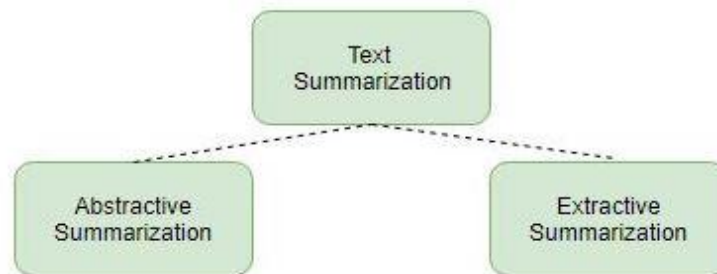 Text
Summarization
Abstractive
Summarization
Extractive
Summarization